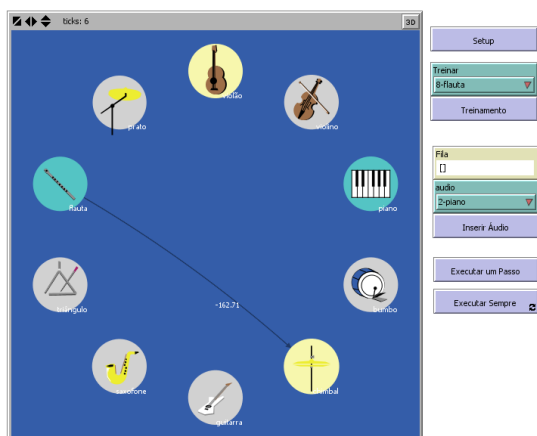 ticks: 6
3D
violão
violino
prato
flauta
piano
triângulo
bumbo
-162.71
saxofone
guitarra
Setup
Treinar
8-flauta
Treinamento
Fila
[]
audio
2-piano
Inserir Áudio
Executar um Passo
Executar Sempre